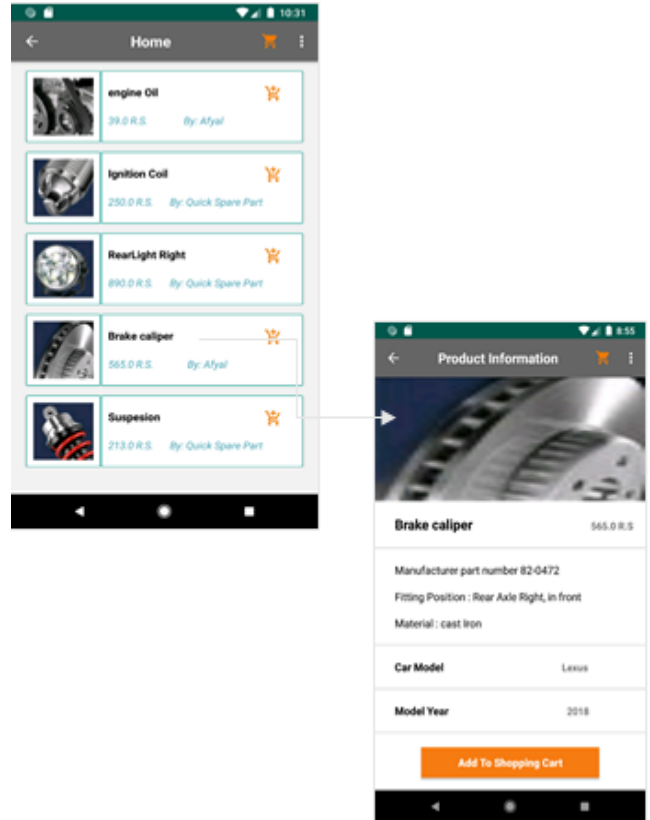 10:31
Home
engine Oil
39.0 R.S. By: Afyal
Ignition Coil
250.0 R.S. By: Quick Spare Part
RearLight Right
890.0 R.S. By: Quick Spare Part
Brake caliper
565.0 R.S. By: Afyal
Suspesion
213.0 R.S. By: Quick Spare Part
8:55
Product Information
Brake caliper 565.0 R.S
Manufacturer part number 82-0472
Fitting Position : Rear Axle Right, in front
Material : cast Iron
Car Model Lexus
Model Year 2018
Add To Shopping Cart